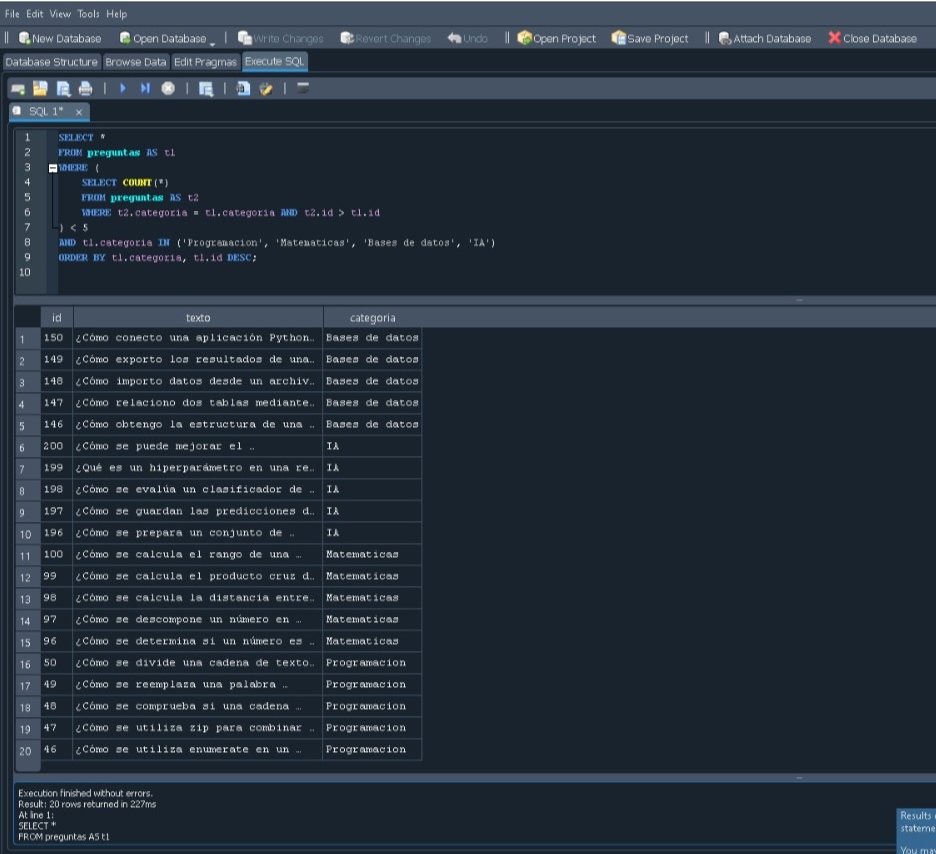 File Edit View Tools Help
New Database Open Database Write Changes Revert Changes Undo Open Project Save Project Attach Database Close Database
Database Structure Browse Data Edit Pragmas Execute SQL
SQL 1*
1 SELECT *
2 FROM preguntas AS t1
3 WHERE (
4 SELECT COUNT(*)
5 FROM preguntas AS t2
6 WHERE t2.categoria = t1.categoria AND t2.id > t1.id
7 ) < 5
8 AND t1.categoria IN ('Programacion', 'Matematicas', 'Bases de datos', 'IA')
9 ORDER BY t1.categoria, t1.id DESC;
10
id texto categoria
1 150 ¿Cómo conecto una aplicación Python… Bases de datos
2 149 ¿Cómo exporto los resultados de una… Bases de datos
3 148 ¿Cómo importo datos desde un archiv… Bases de datos
4 147 ¿Cómo relaciono dos tablas mediante… Bases de datos
5 146 ¿Cómo obtengo la estructura de una … Bases de datos
6 200 ¿Cómo se puede mejorar el … IA
7 199 ¿Qué es un hiperparámetro en una re… IA
8 198 ¿Cómo se evalúa un clasificador de … IA
9 197 ¿Cómo se guardan las predicciones d… IA
10 196 ¿Cómo se prepara un conjunto de … IA
11 100 ¿Cómo se calcula el rango de una … Matematicas
12 99 ¿Cómo se calcula el producto cruz d… Matematicas
13 98 ¿Cómo se calcula la distancia entre… Matematicas
14 97 ¿Cómo se descompone un número en … Matematicas
15 96 ¿Cómo se determina si un número es … Matematicas
16 50 ¿Cómo se divide una cadena de texto… Programacion
17 49 ¿Cómo se reemplaza una palabra … Programacion
18 48 ¿Cómo se comprueba si una cadena … Programacion
19 47 ¿Cómo se utiliza zip para combinar … Programacion
20 46 ¿Cómo se utiliza enumerate en un … Programacion
Execution finished without errors.
Result: 20 rows returned in 227ms
At line 1:
SELECT *
FROM preguntas AS t1
Results
stateme
You may